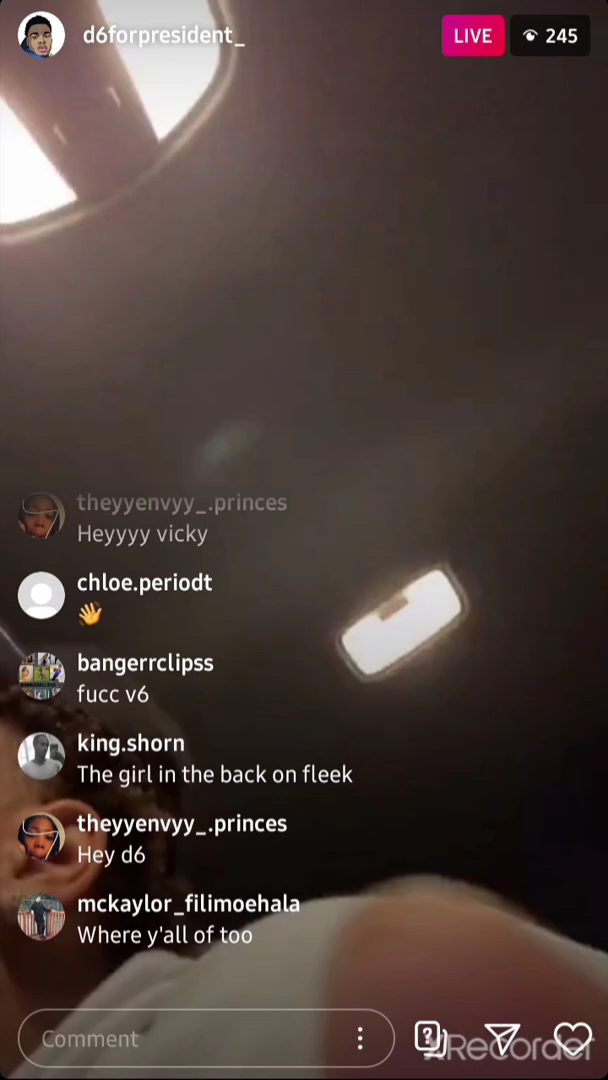 d6forpresident_
LIVE
245
theyyenvyy_.princes
Heyyyy vicky
chloe.periodt
👋
bangerrclipss
fucc v6
king.shorn
The girl in the back on fleek
theyyenvyy_.princes
Hey d6
mckaylor_filimoehala
Where y'all of too
Comment
XRecorder